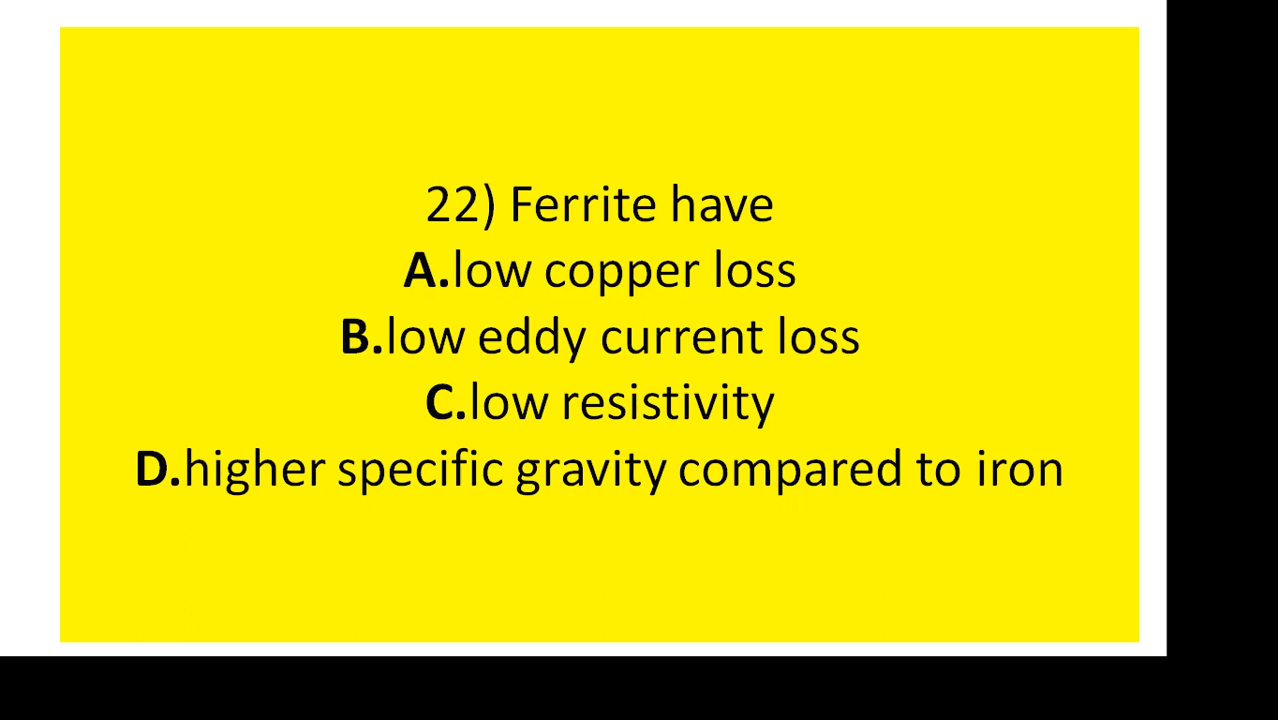 22) Ferrite have
A.low copper loss
B.low eddy current loss
C.low resistivity
D.higher specific gravity compared to iron